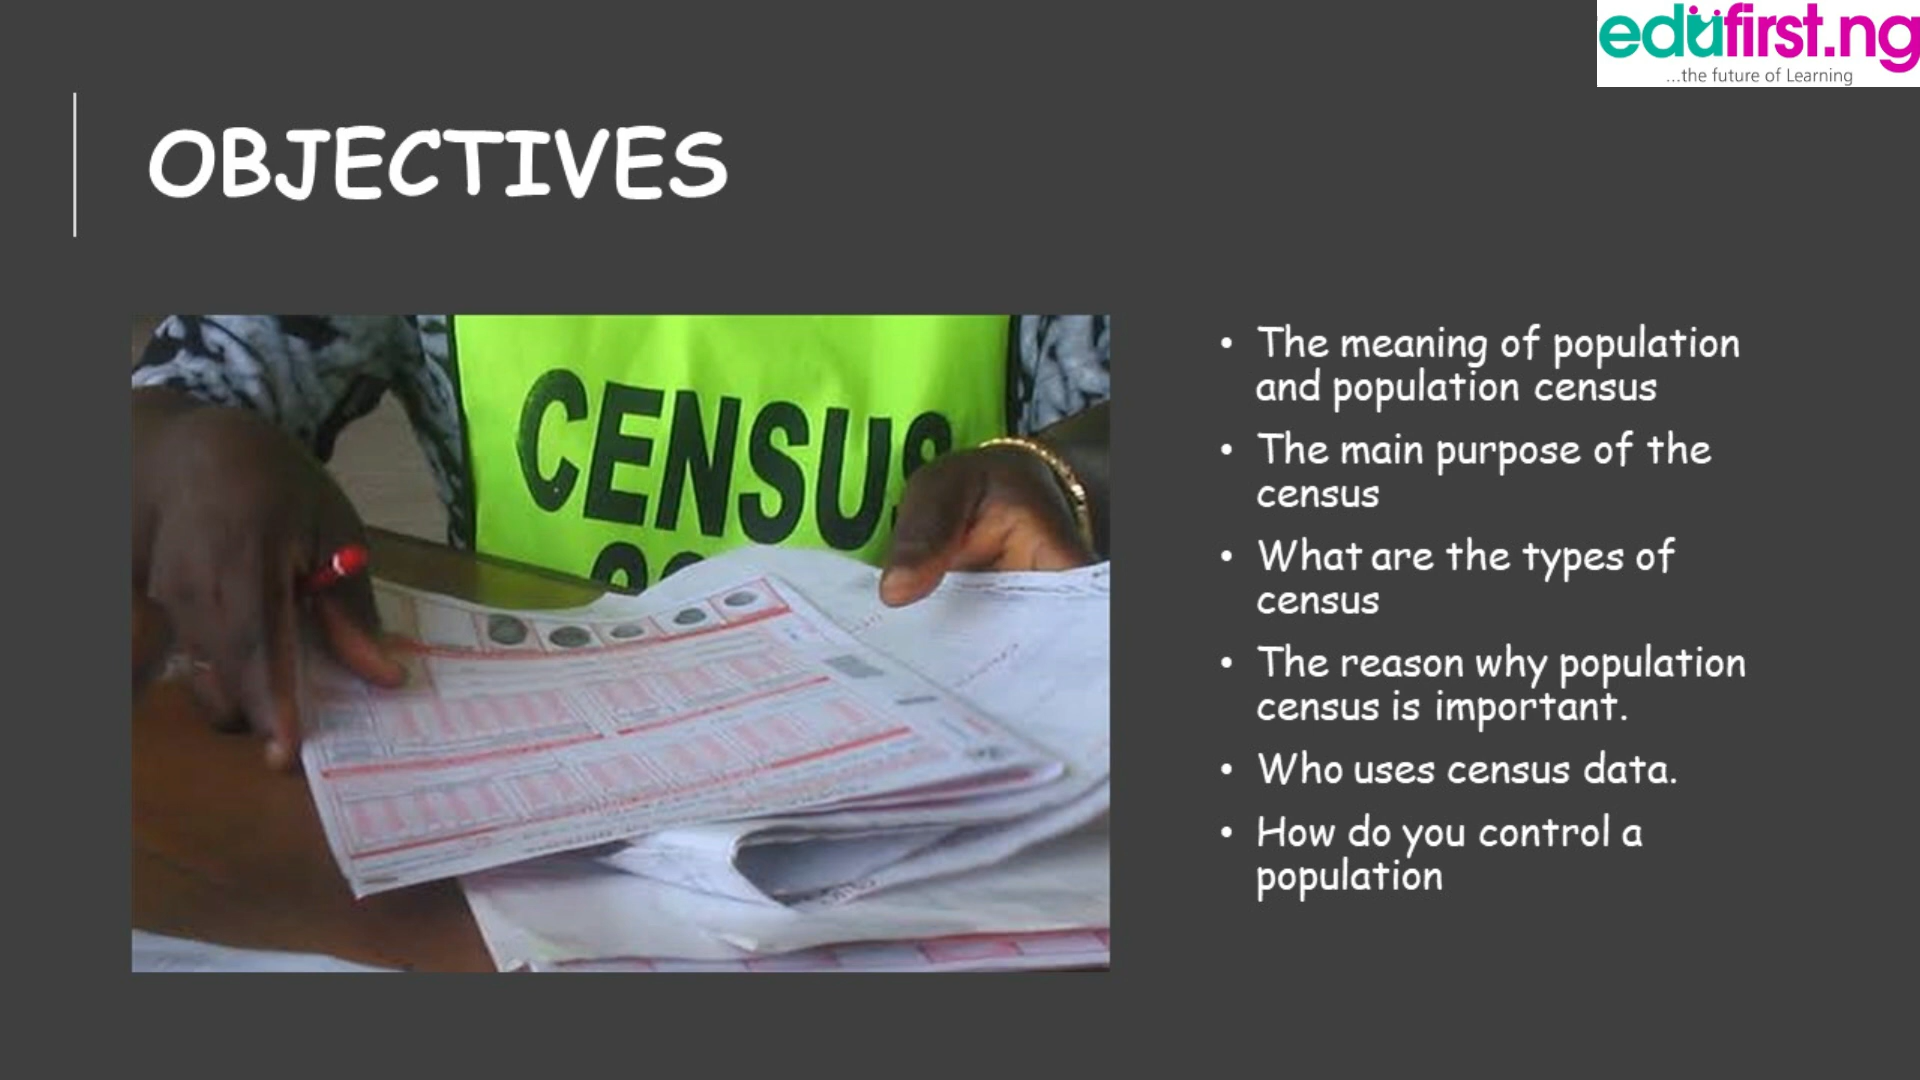 edufirst.ng
...the future of Learning
OBJECTIVES
CENSUS
• The meaning of population
and population census
• The main purpose of the
census
• What are the types of
census
• The reason why population
census is important.
• Who uses census data.
• How do you control a
population